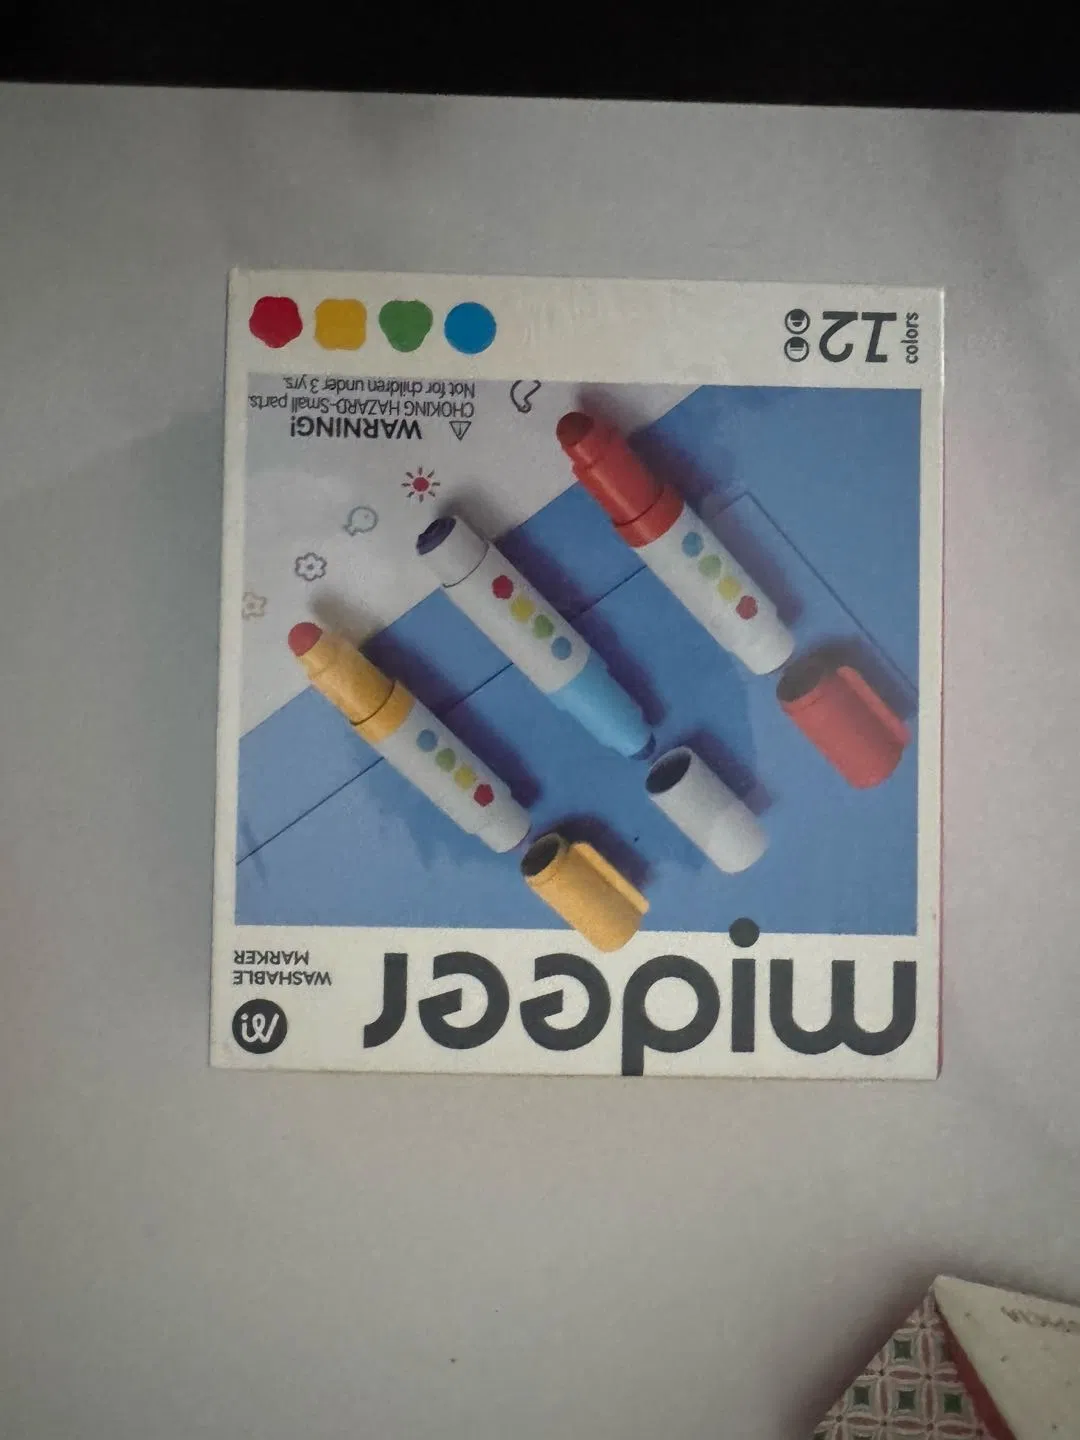 mideer
WASHABLE
MARKER
WARNING!
CHOKING HAZARD-Small parts.
Not for children under 3 yrs.
12
colors